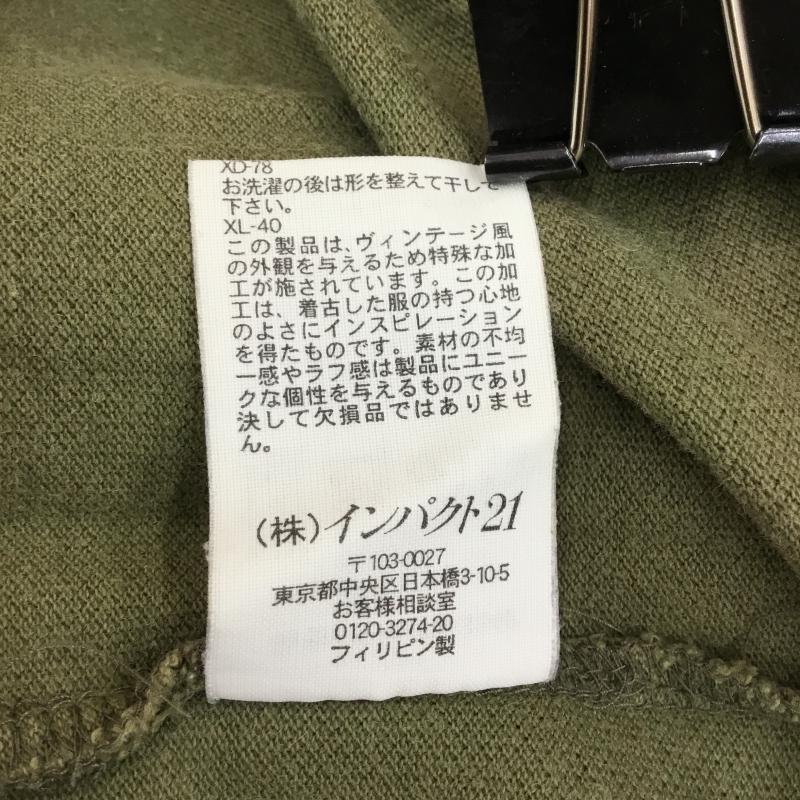 XD-78
お洗濯の後は形を整えて干して
下さい。
XL-40
この製品は、ヴィンテージ風
の外観を与えるため特殊な加
工が施されています。この加
工は、着古した服の持つ心地
のよさにインスピレーション
を得たものです。素材の不均
一感やラフ感は製品にユニー
クな個性を与えるものであり
決して欠損品ではありませ
ん。
(株)インパクト21
〒103-0027
東京都中央区日本橋3-10-5
お客様相談室
0120-3274-20
フィリピン製